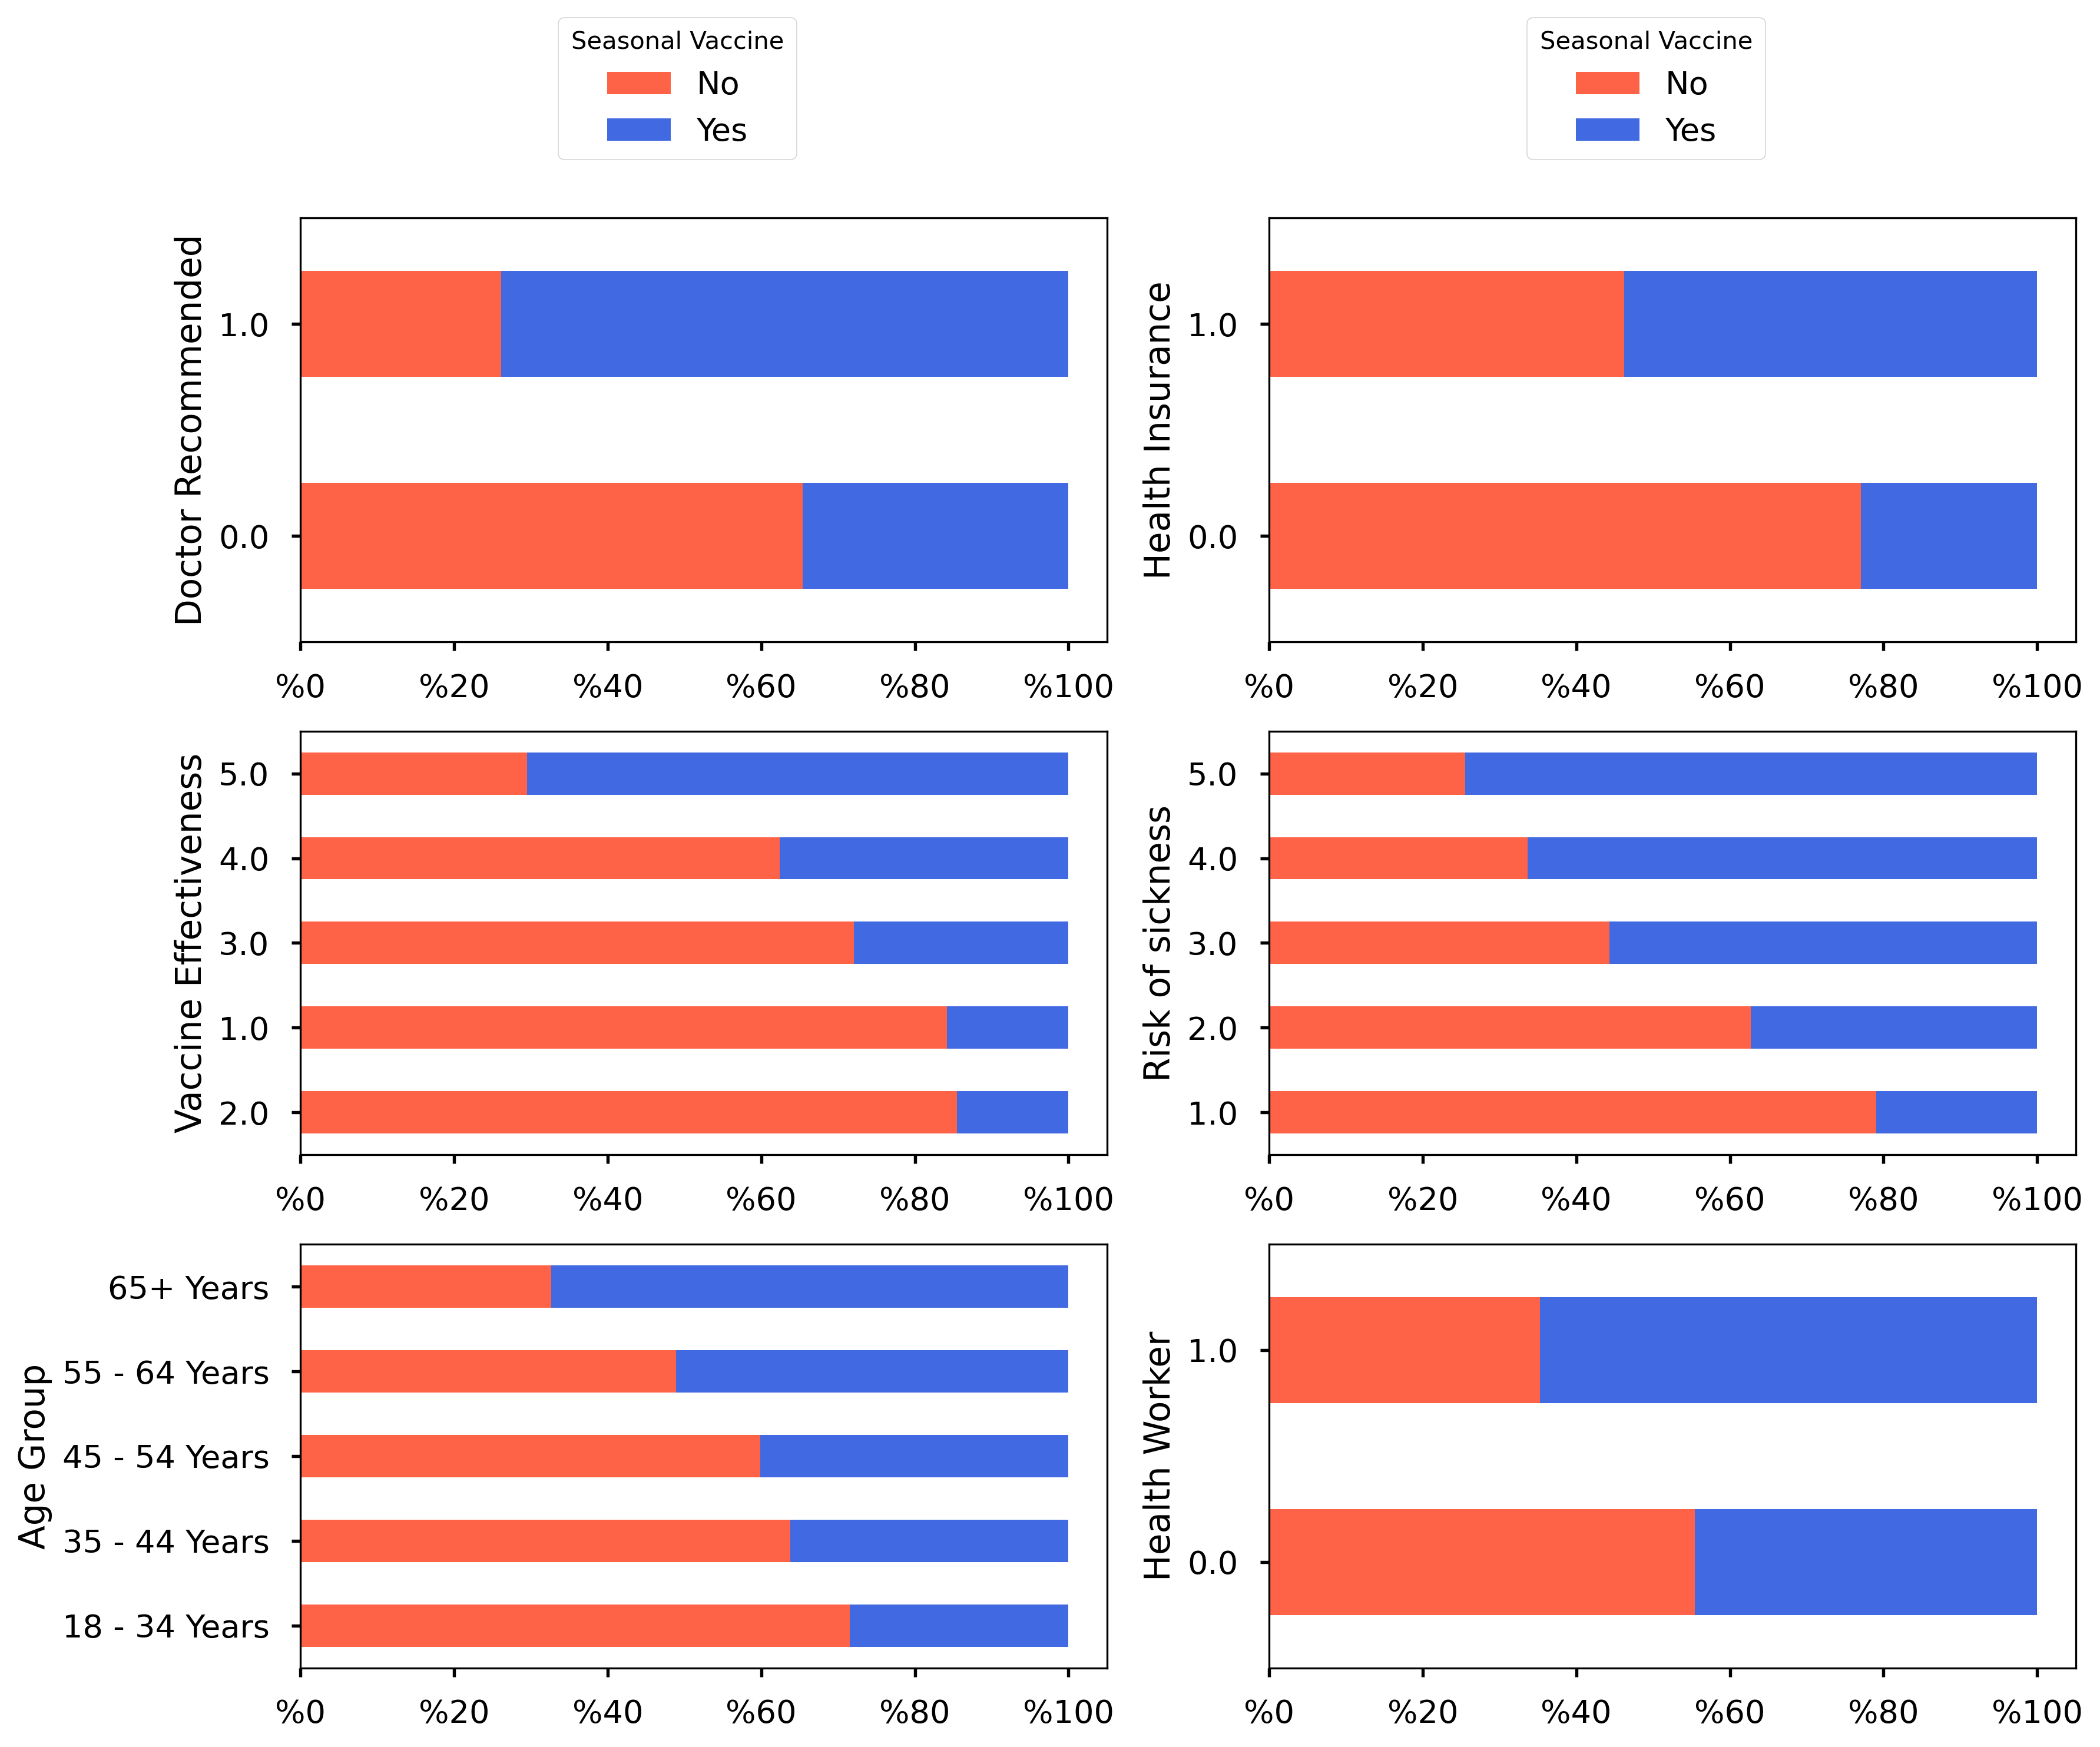 Seasonal Vaccine
No
Yes
Seasonal Vaccine
No
Yes
Doctor Recommended
1.0
0.0
%0 %20 %40 %60 %80 %100
Health Insurance
1.0
0.0
%0 %20 %40 %60 %80 %100
Vaccine Effectiveness
5.0
4.0
3.0
1.0
2.0
%0 %20 %40 %60 %80 %100
Risk of sickness
5.0
4.0
3.0
2.0
1.0
%0 %20 %40 %60 %80 %100
Age Group
65+ Years
55 - 64 Years
45 - 54 Years
35 - 44 Years
18 - 34 Years
%0 %20 %40 %60 %80 %100
Health Worker
1.0
0.0
%0 %20 %40 %60 %80 %100